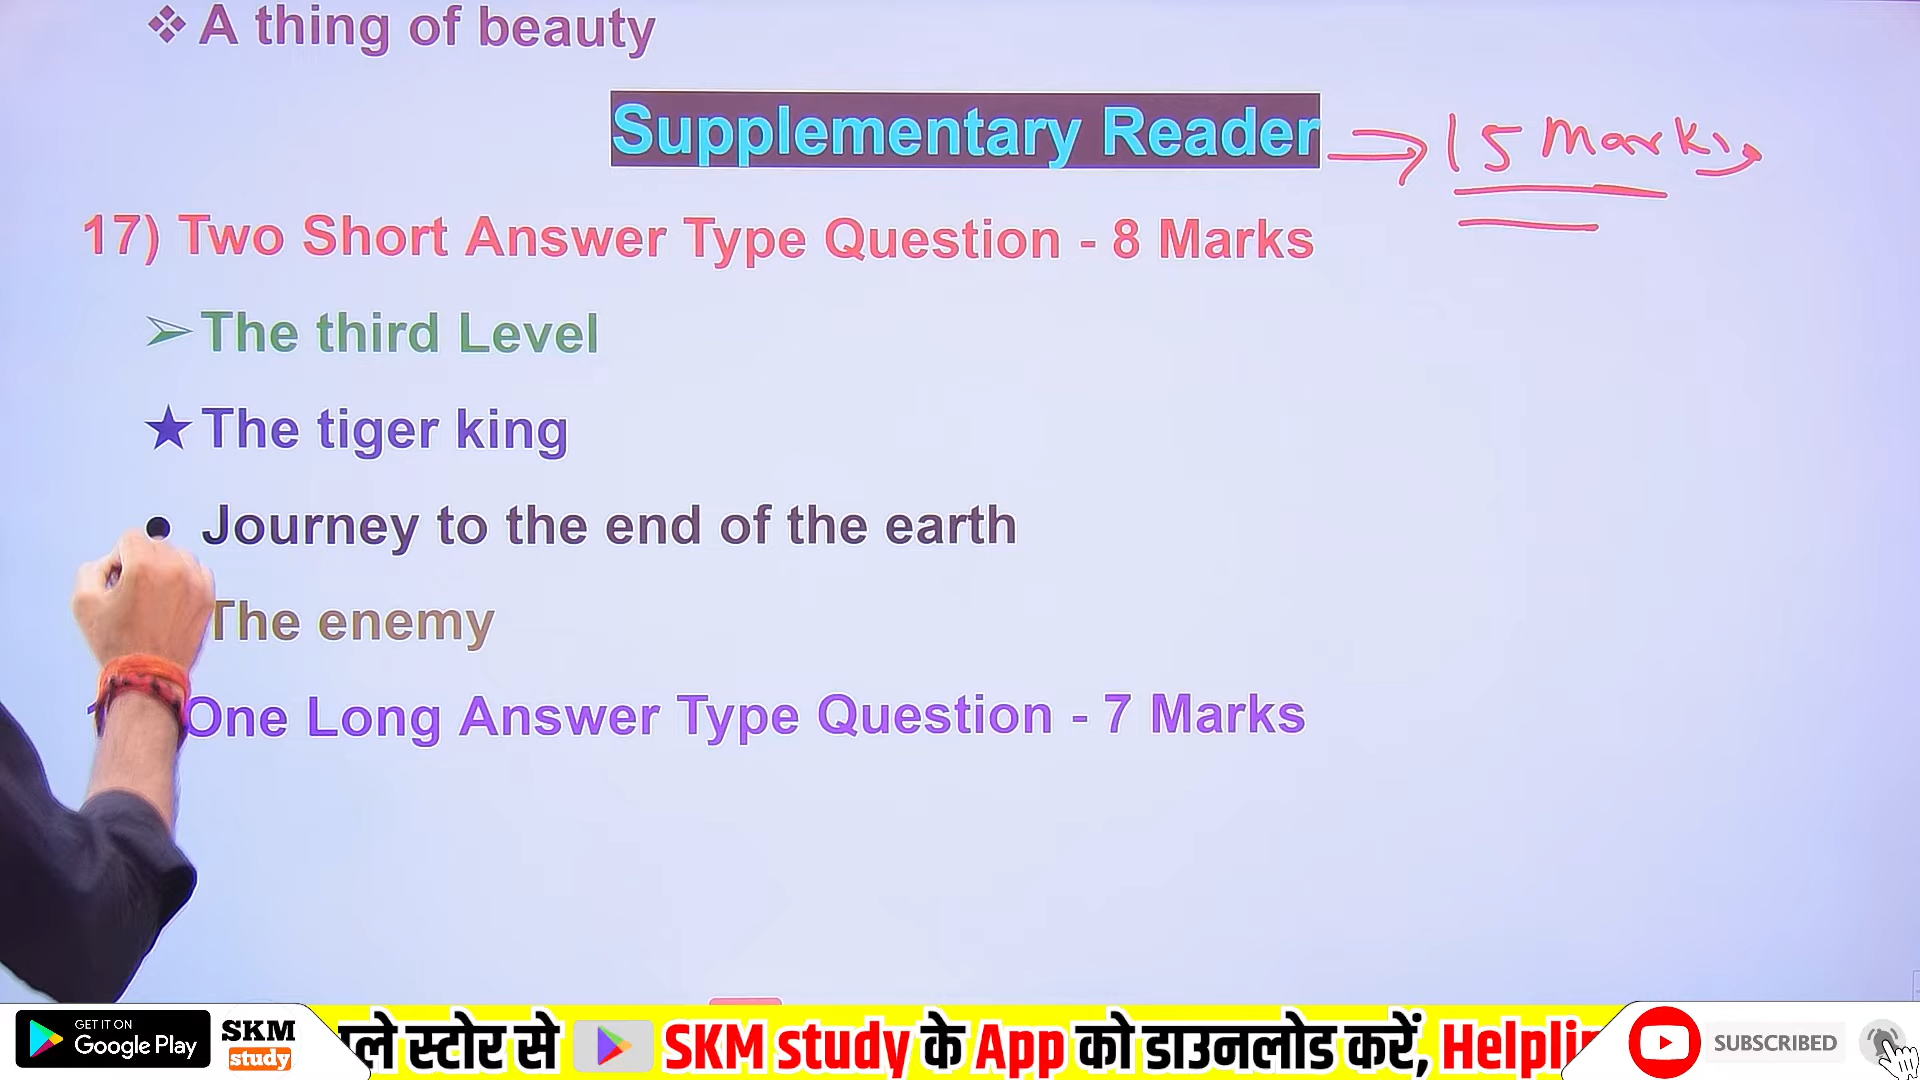 ❖ A thing of beauty
Supplementary Reader → 15 Marks
17) Two Short Answer Type Question - 8 Marks
➢ The third Level
★ The tiger king
• Journey to the end of the earth
The enemy
One Long Answer Type Question - 7 Marks
GET IT ON
Google Play
SKM
study
स्टोर से SKM study के App को डाउनलोड करें,
SUBSCRIBED